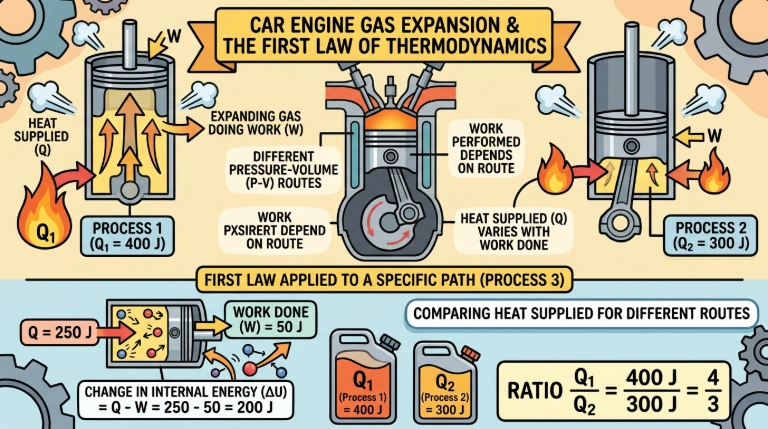 CAR ENGINE GAS EXPANSION &
THE FIRST LAW OF THERMODYNAMICS
W
HEAT
SUPPLIED
(Q)
EXPANDING GAS
DOING WORK (W)
Q₁
PROCESS 1
(Q₁ = 400 J)
DIFFERENT
PRESSURE-VOLUME
(P-V) ROUTES
WORK
PERFORMED
DEPENDS
ON ROUTE
WORK
PXSIRERT DEPEND
ON ROUTE
HEAT SUPPLIED (Q)
VARIES WITH
WORK DONE
W
PROCESS 2
(Q₂ = 300 J)
FIRST LAW APPLIED TO A SPECIFIC PATH (PROCESS 3)
Q = 250 J
WORK DONE
(W) = 50 J
CHANGE IN INTERNAL ENERGY (ΔU)
= Q - W = 250 - 50 = 200 J
COMPARING HEAT SUPPLIED FOR DIFFERENT ROUTES
Q₁
(Process 1)
= 400 J
Q₂
(Process 2)
= 300 J
RATIO Q₁/Q₂ = 400 J/300 J = 4/3